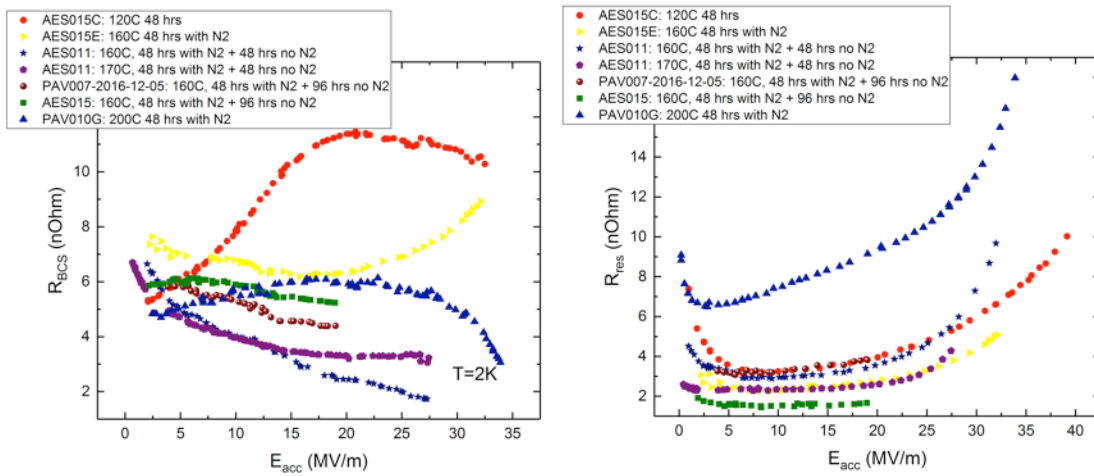 AES015C: 120C 48 hrs
AES015E: 160C 48 hrs with N2
AES011: 160C, 48 hrs with N2 + 48 hrs no N2
AES011: 170C, 48 hrs with N2 + 48 hrs no N2
PAV007-2016-12-05: 160C, 48 hrs with N2 + 96 hrs no N2
AES015: 160C, 48 hrs with N2 + 96 hrs no N2
PAV010G: 200C 48 hrs with N2
10
8
6
4
2
R_BCS (nOhm)
T=2K
0 5 10 15 20 25 30 35
E_acc (MV/m)
AES015C: 120C 48 hrs
AES015E: 160C 48 hrs with N2
AES011: 160C, 48 hrs with N2 + 48 hrs no N2
AES011: 170C, 48 hrs with N2 + 48 hrs no N2
PAV007-2016-12-05: 160C, 48 hrs with N2 + 96 hrs no N2
AES015: 160C, 48 hrs with N2 + 96 hrs no N2
PAV010G: 200C 48 hrs with N2
14
12
10
8
6
4
2
R_res (nOhm)
0 5 10 15 20 25 30 35 40
E_acc (MV/m)